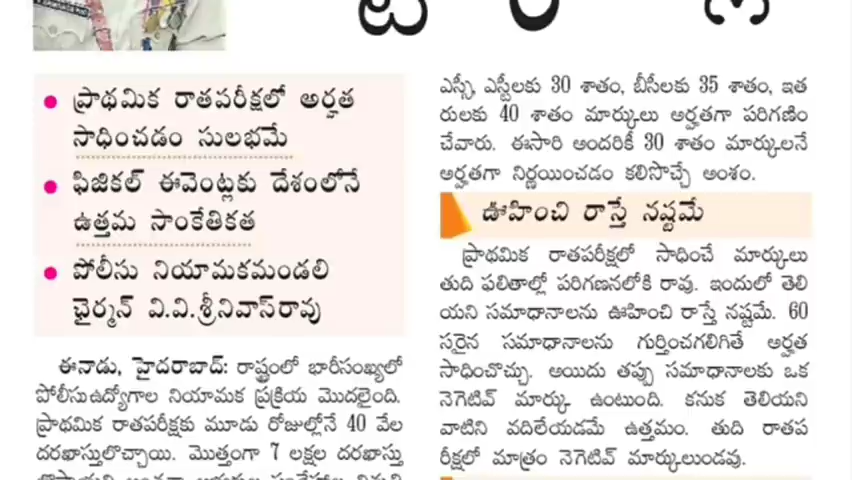 ప్రాథమిక రాతపరీక్షలో అర్హత
సాధించడం సులభమే
ఫిజికల్ ఈవెంట్లకు దేశంలోనే
ఉత్తమ సాంకేతికత
పోలీసు నియామకమండలి
ఛైర్మన్ వి.వి.శ్రీనివాస్‌రావు
ఈనాడు, హైదరాబాద్: రాష్ట్రంలో భారీసంఖ్యలో
పోలీసుఉద్యోగాల నియామక ప్రక్రియ మొదలైంది.
ప్రాథమిక రాతపరీక్షకు మూడు రోజుల్లోనే 40 వేల
దరఖాస్తులొచ్చాయి. మొత్తంగా 7 లక్షల దరఖాస్తు
ఎస్సీ, ఎస్టీలకు 30 శాతం, బీసీలకు 35 శాతం, ఇత
రులకు 40 శాతం మార్కులు అర్హతగా పరిగణిం
చేవారు. ఈసారి అందరికీ 30 శాతం మార్కులనే
అర్హతగా నిర్ణయించడం కలిసొచ్చే అంశం.
ఊహించి రాస్తే నష్టమే
ప్రాథమిక రాతపరీక్షలో సాధించే మార్కులు
తుది ఫలితాల్లో పరిగణనలోకి రావు. ఇందులో తెలి
యని సమాధానాలను ఊహించి రాస్తే నష్టమే. 60
సరైన సమాధానాలను గుర్తించగలిగితే అర్హత
సాధించొచ్చు. అయిదు తప్పు సమాధానాలకు ఒక
నెగెటివ్ మార్కు ఉంటుంది. కనుక తెలియని
వాటిని వదిలేయడమే ఉత్తమం. తుది రాతప
రీక్షలో మాత్రం నెగెటివ్ మార్కులుండవు.